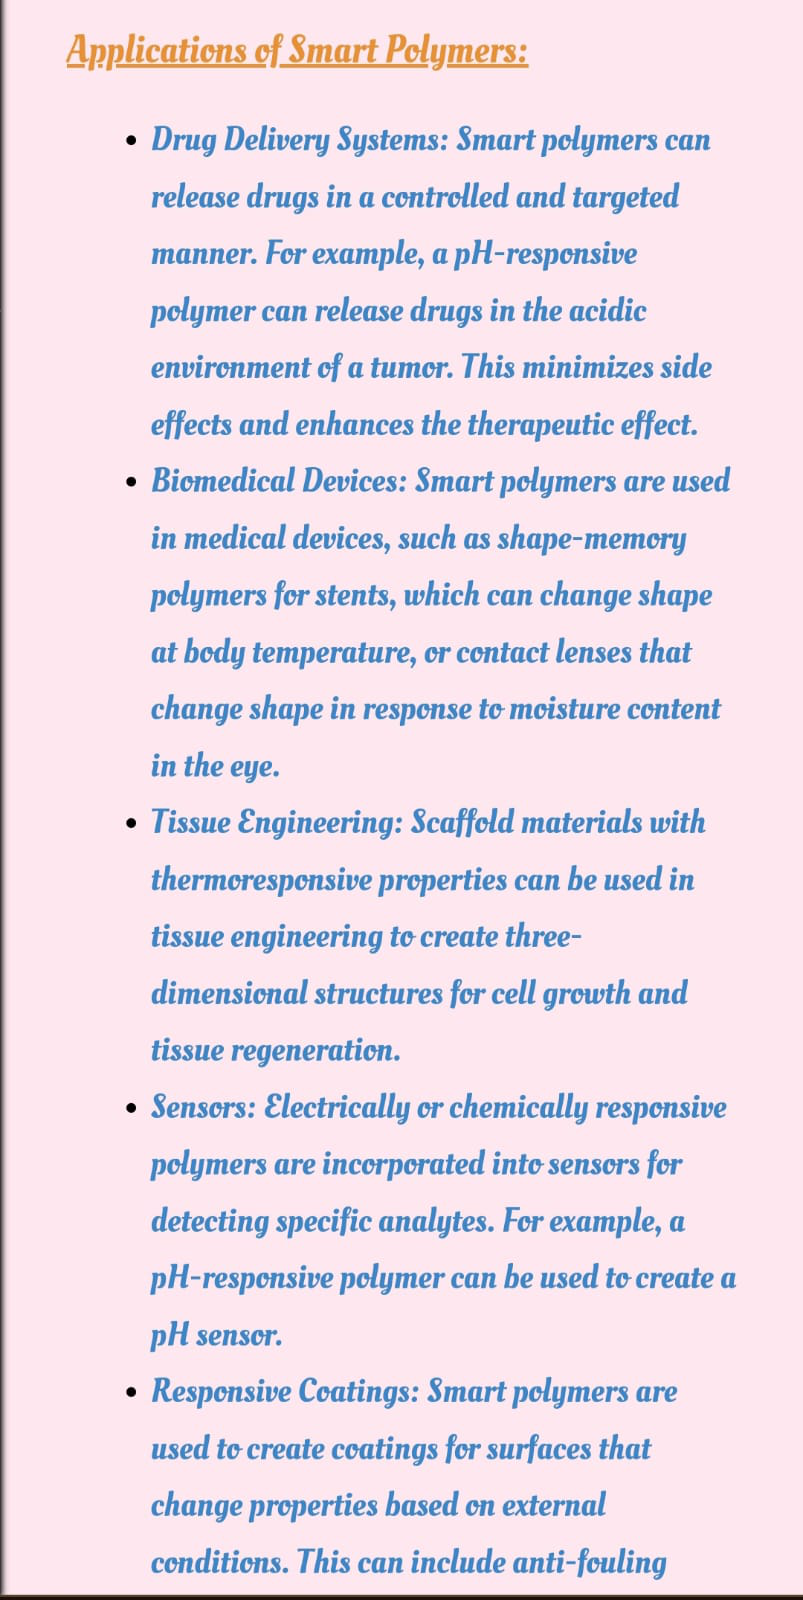 Applications of Smart Polymers:
• Drug Delivery Systems: Smart polymers can
release drugs in a controlled and targeted
manner. For example, a pH-responsive
polymer can release drugs in the acidic
environment of a tumor. This minimizes side
effects and enhances the therapeutic effect.
• Biomedical Devices: Smart polymers are used
in medical devices, such as shape-memory
polymers for stents, which can change shape
at body temperature, or contact lenses that
change shape in response to moisture content
in the eye.
• Tissue Engineering: Scaffold materials with
thermoresponsive properties can be used in
tissue engineering to create three-
dimensional structures for cell growth and
tissue regeneration.
• Sensors: Electrically or chemically responsive
polymers are incorporated into sensors for
detecting specific analytes. For example, a
pH-responsive polymer can be used to create a
pH sensor.
• Responsive Coatings: Smart polymers are
used to create coatings for surfaces that
change properties based on external
conditions. This can include anti-fouling